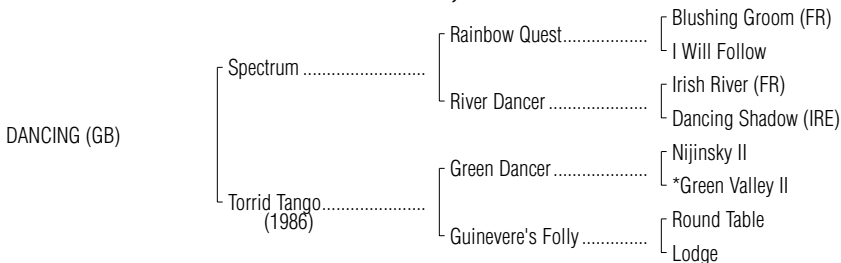 Blushing Groom (FR)
Rainbow Quest..................
I Will Follow
Spectrum ..........................
Irish River (FR)
River Dancer .....................
Dancing Shadow (IRE)
DANCING (GB)
Nijinsky II
Green Dancer ....................
*Green Valley II
Torrid Tango......................
(1986)
Round Table
Guinevere's Folly ..............
Lodge